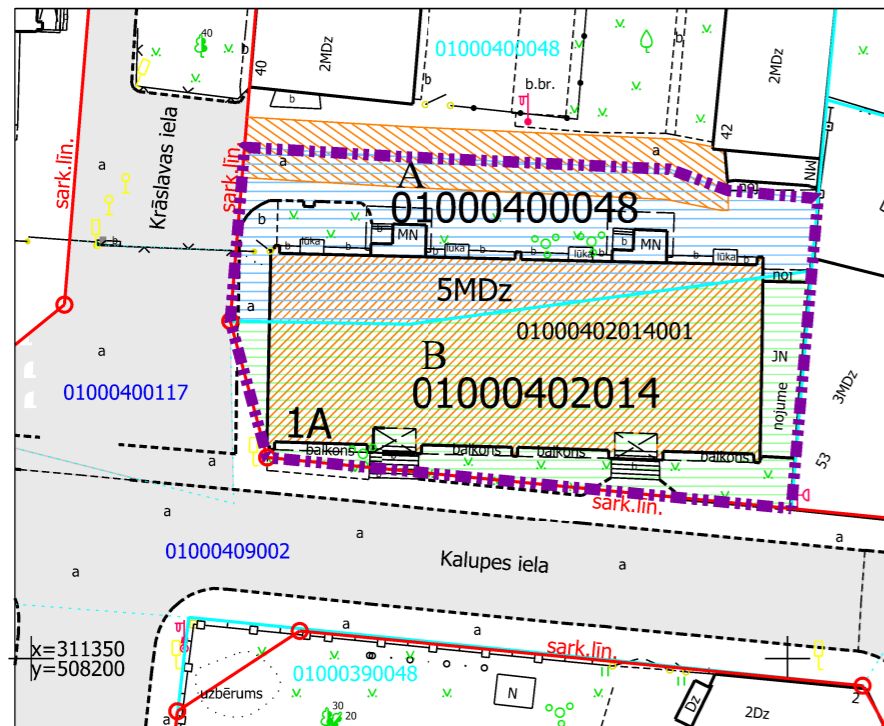 40
2MDz
01000400048
b
b
b
b.br.
2MDz
42
40
b
sark.līn.
Krāslavas iela
sark.līn.
a
a
a
noj
NN
A
01000400048
b
MN
b
lūka
b
b
lūka
b
b
MN
b
lūka
b
noj
5MDz
a
01000402014001
a
B
01000402014
JN
nojume
3MDz
01000400117
1A
balkons
balkons
balkons
balkons
53
a
b
b
sark.līn.
a
01000409002
a
a
a
Kalupes iela
a
a
a
sark.līn.
x=311350
y=508200
01000390048
uzbērums
N
30
20
Dz
2Dz
2
a